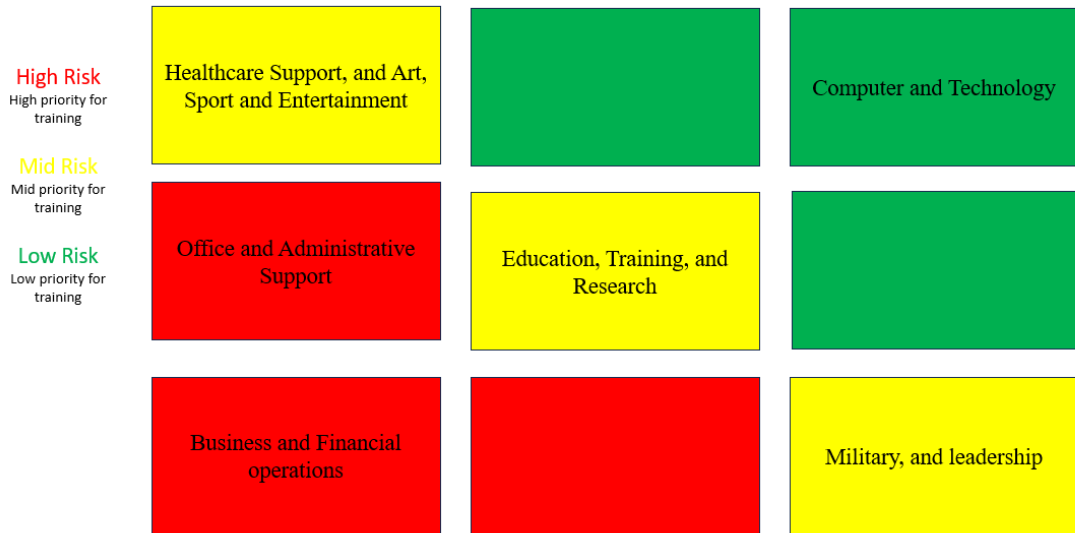 High Risk
High priority for
training
Mid Risk
Mid priority for
training
Low Risk
Low priority for
training
Healthcare Support, and Art,
Sport and Entertainment
Computer and Technology
Office and Administrative
Support
Education, Training, and
Research
Business and Financial
operations
Military, and leadership